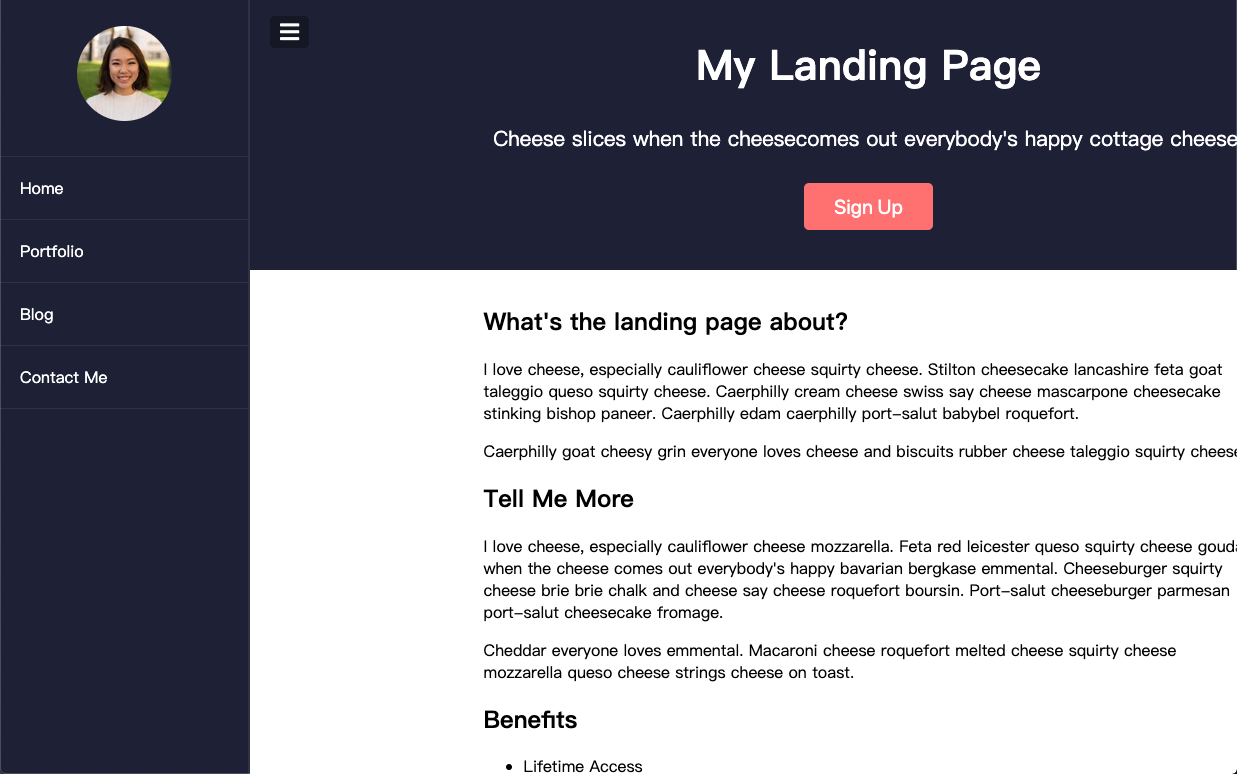 Home
Portfolio
Blog
Contact Me
My Landing Page
Cheese slices when the cheesecomes out everybody's happy cottage cheese
Sign Up
What's the landing page about?
I love cheese, especially cauliflower cheese squirty cheese. Stilton cheesecake lancashire feta goat
taleggio queso squirty cheese. Caerphilly cream cheese swiss say cheese mascarpone cheesecake
stinking bishop paneer. Caerphilly edam caerphilly port-salut babybel roquefort.
Caerphilly goat cheesy grin everyone loves cheese and biscuits rubber cheese taleggio squirty cheese
Tell Me More
I love cheese, especially cauliflower cheese mozzarella. Feta red leicester queso squirty cheese gouda
when the cheese comes out everybody's happy bavarian bergkase emmental. Cheeseburger squirty
cheese brie brie chalk and cheese say cheese roquefort boursin. Port-salut cheeseburger parmesan
port-salut cheesecake fromage.
Cheddar everyone loves emmental. Macaroni cheese roquefort melted cheese squirty cheese
mozzarella queso cheese strings cheese on toast.
Benefits
• Lifetime Access